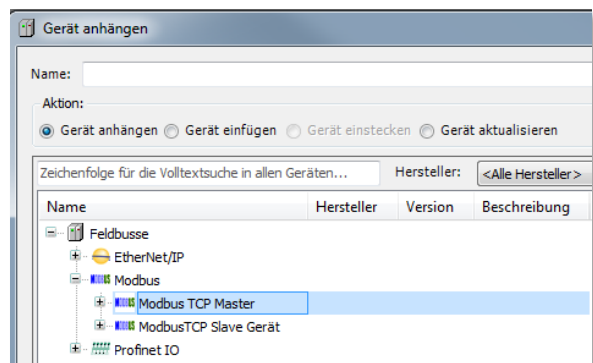 Gerät anhängen
Name:
Aktion:
Gerät anhängen Gerät einfügen Gerät einstecken Gerät aktualisieren
Zeichenfolge für die Volltextsuche in allen Geräten... Hersteller: <Alle Hersteller>
Name Hersteller Version Beschreibung
Feldbusse
EtherNet/IP
Modbus
Modbus TCP Master
ModbusTCP Slave Gerät
Profinet IO